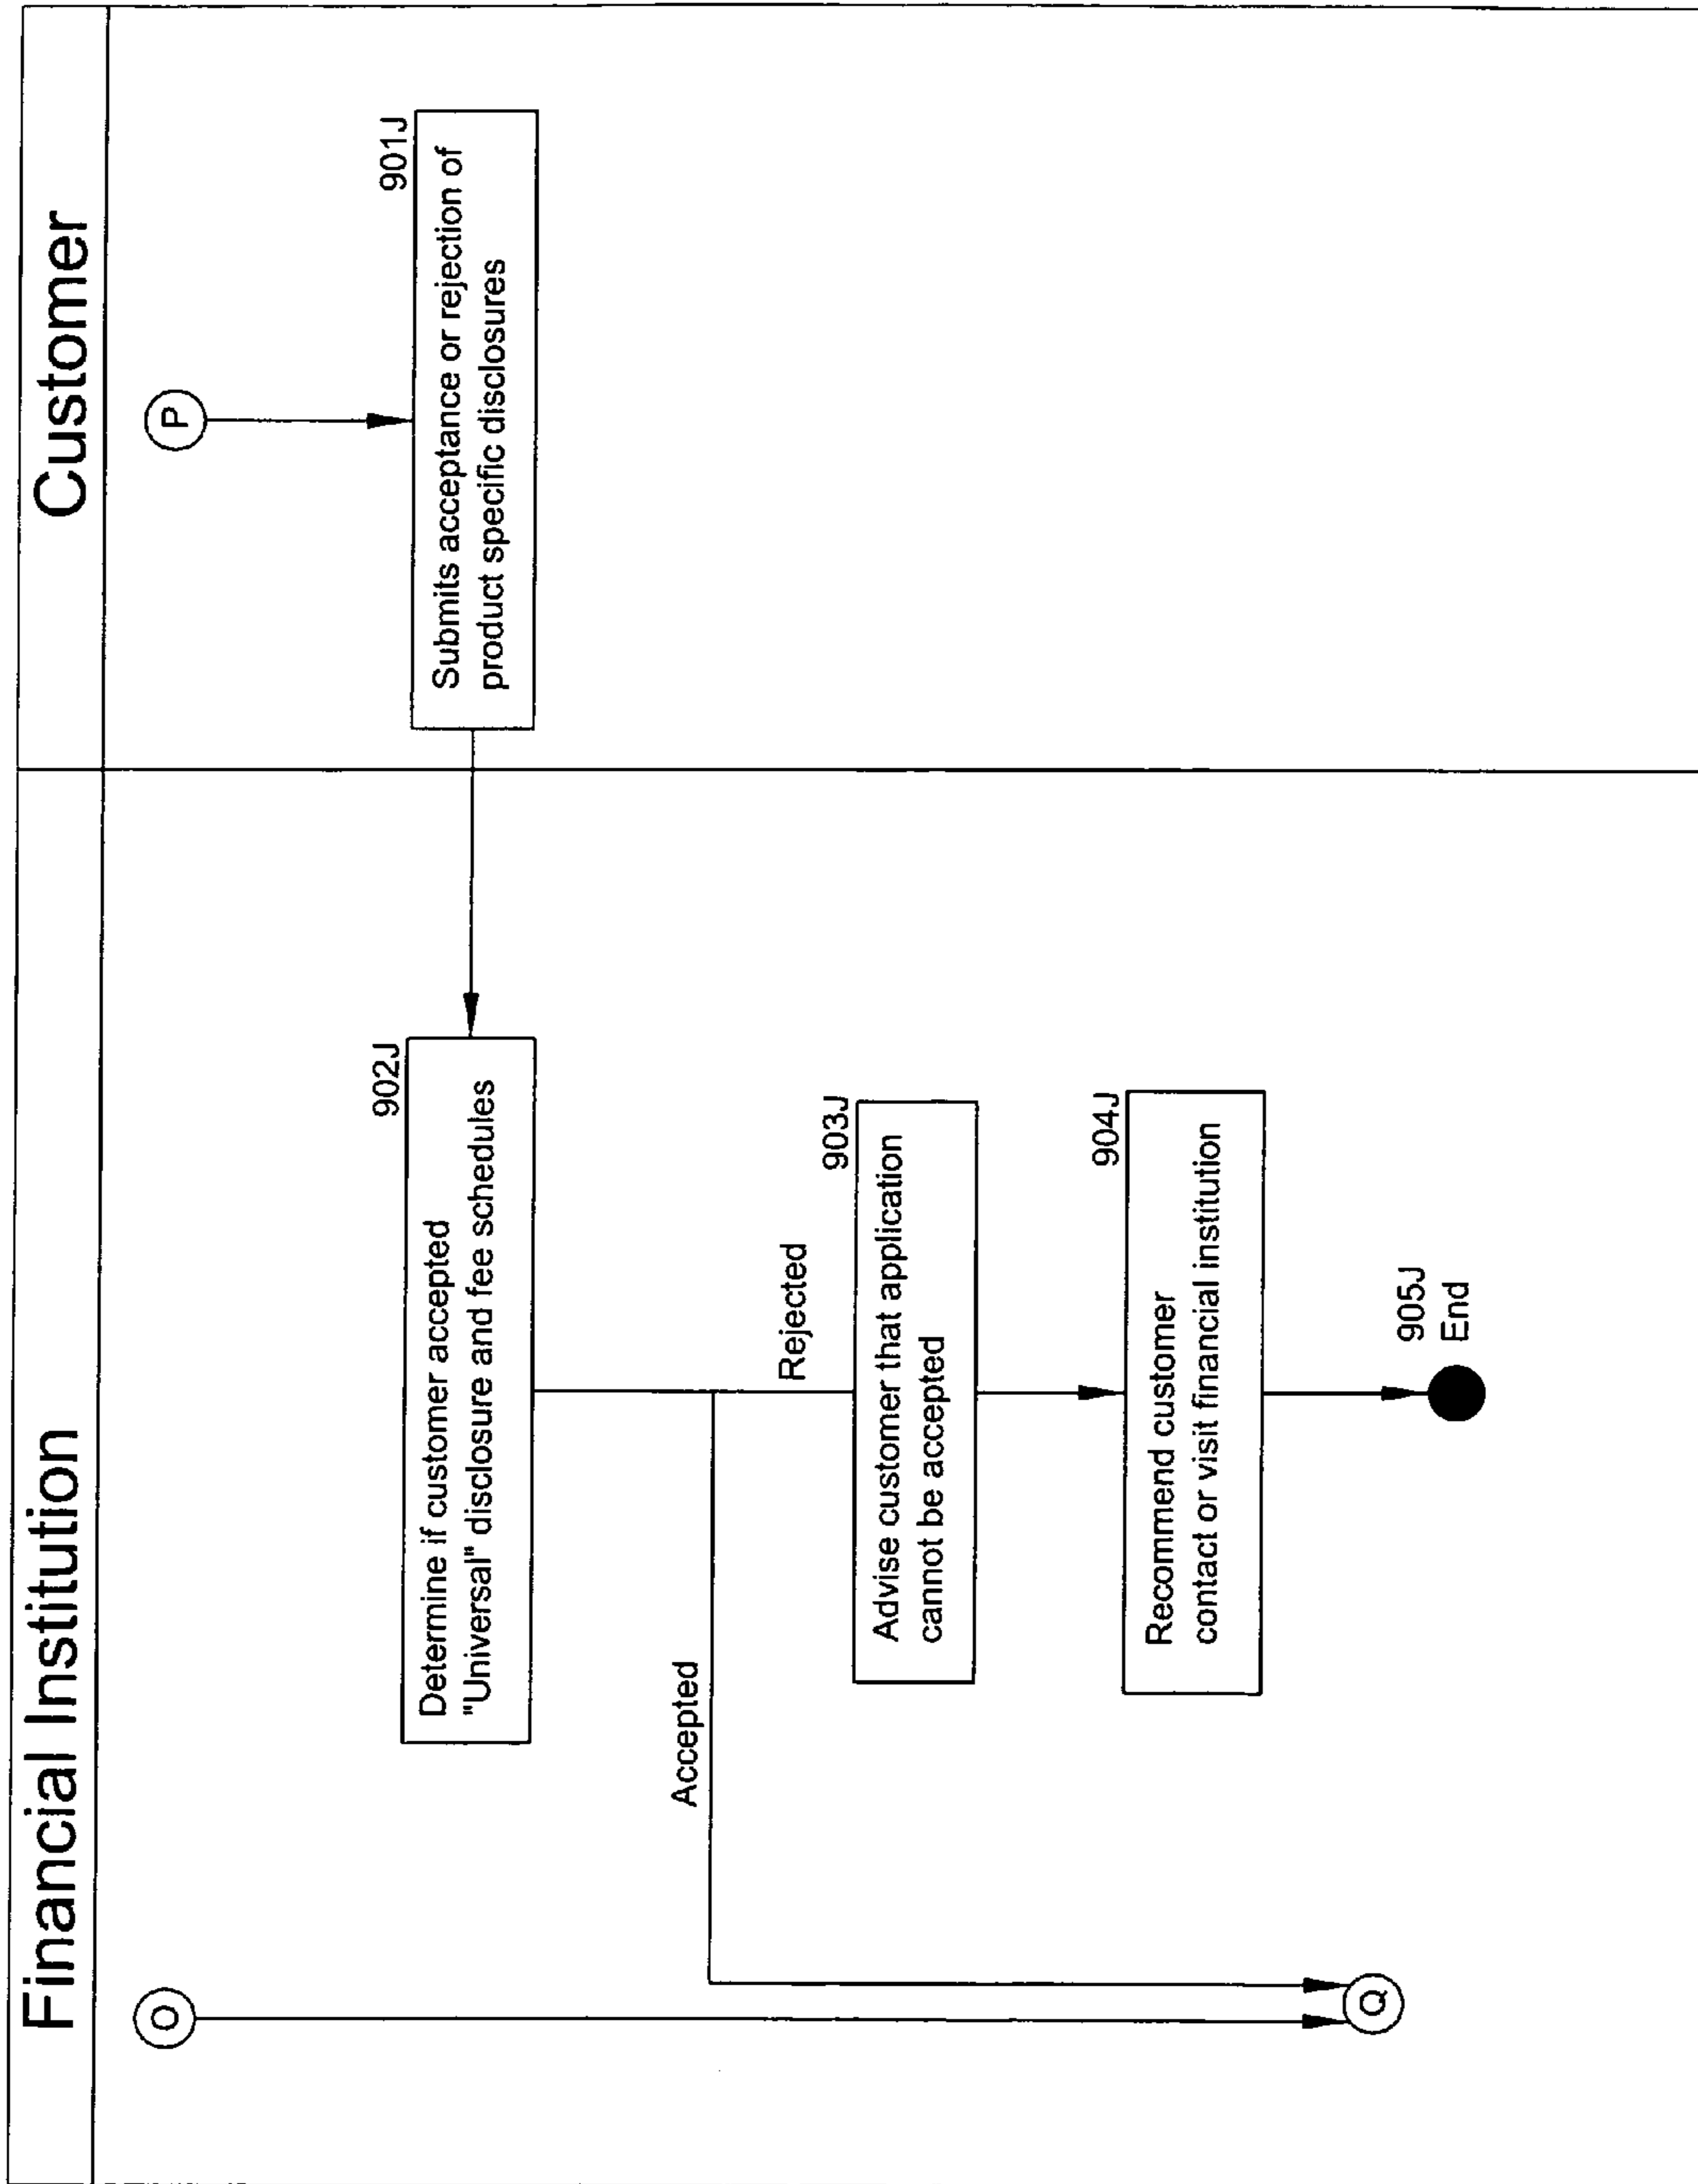 Financial Institution
Customer
O
P
901J
Submits acceptance or rejection of
product specific disclosures
902J
Determine if customer accepted
"Universal" disclosure and fee schedules
Accepted
Rejected
903J
Advise customer that application
cannot be accepted
904J
Recommend customer
contact or visit financial institution
905J
End
Q